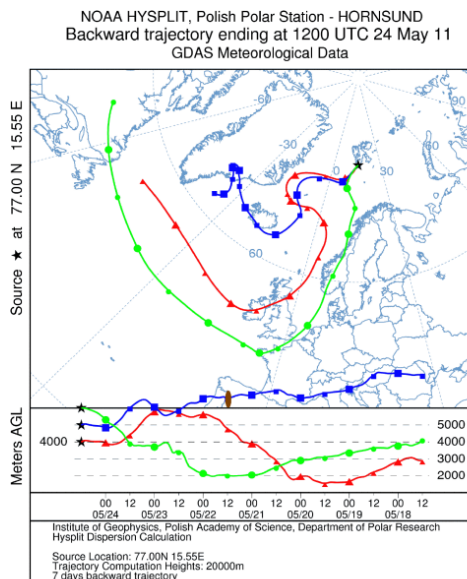 NOAA HYSPLIT, Polish Polar Station - HORNSUND
Backward trajectory ending at 1200 UTC 24 May 11
GDAS Meteorological Data
Source ★ at 77.00 N 15.55 E
60
-30
0
30
60
60
30
Meters AGL
4000
5000
4000
3000
2000
00 12 00 12 00 12 00 12 00 12 00 12 00 12
05/24 05/23 05/22 05/21 05/20 05/19 05/18
Institute of Geophysics, Polish Academy of Science, Department of Polar Research
Hysplit Dispersion Calculation
Source Location: 77.00N 15.55E
Trajectory Computation Heights: 20000m
7 days backward trajectory